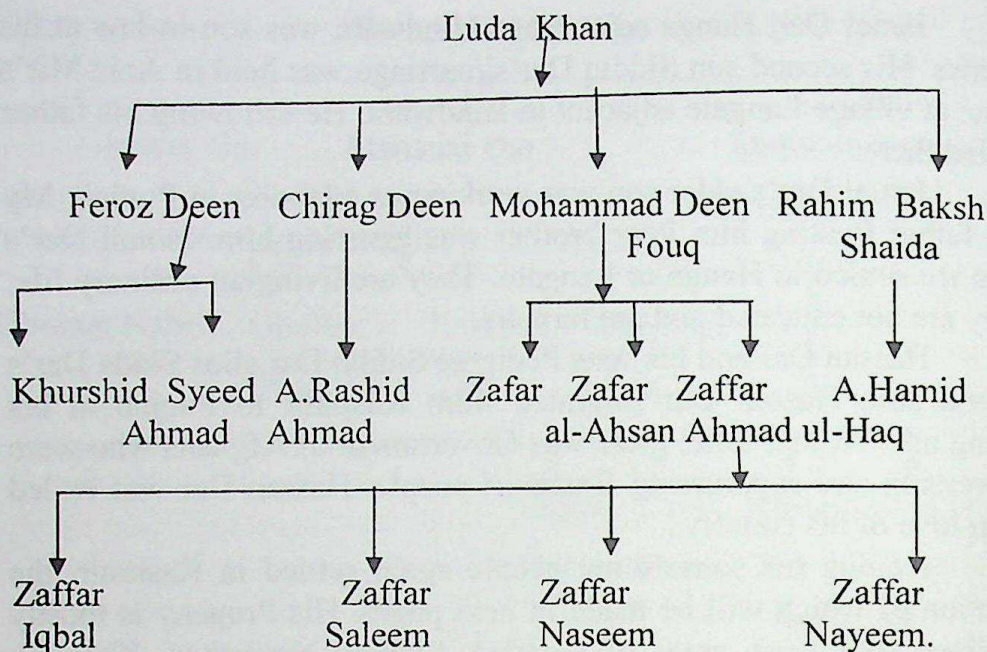 Luda Khan
Feroz Deen Chirag Deen Mohammad Deen Rahim Baksh
Fouq Shaida
Khurshid Syeed A.Rashid Zafar Zafar Zaffar A.Hamid
Ahmad Ahmad al-Ahsan Ahmad ul-Haq
Zaffar Zaffar Zaffar Zaffar
Iqbal Saleem Naseem Nayeem.